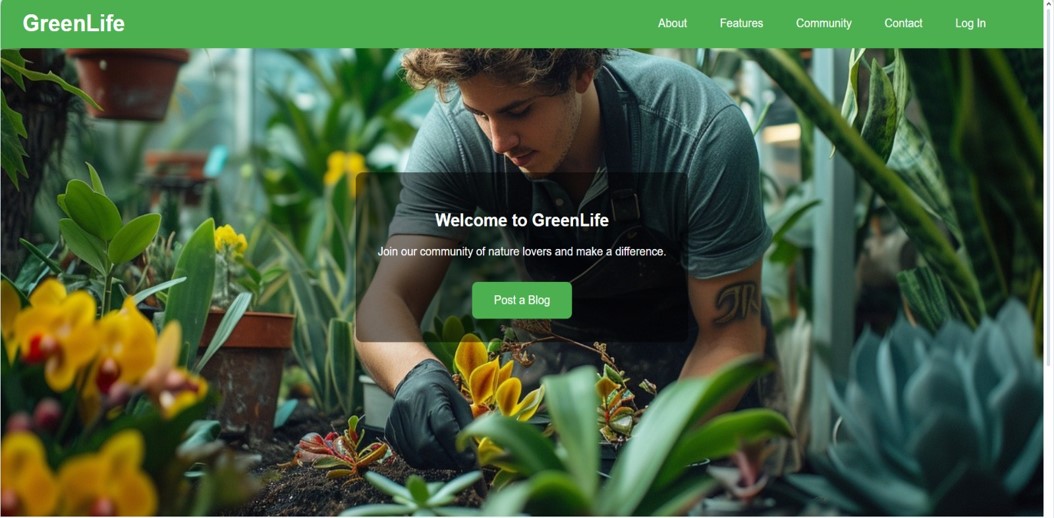 GreenLife
About Features Community Contact Log In
Welcome to GreenLife
Join our community of nature lovers and make a difference.
Post a Blog